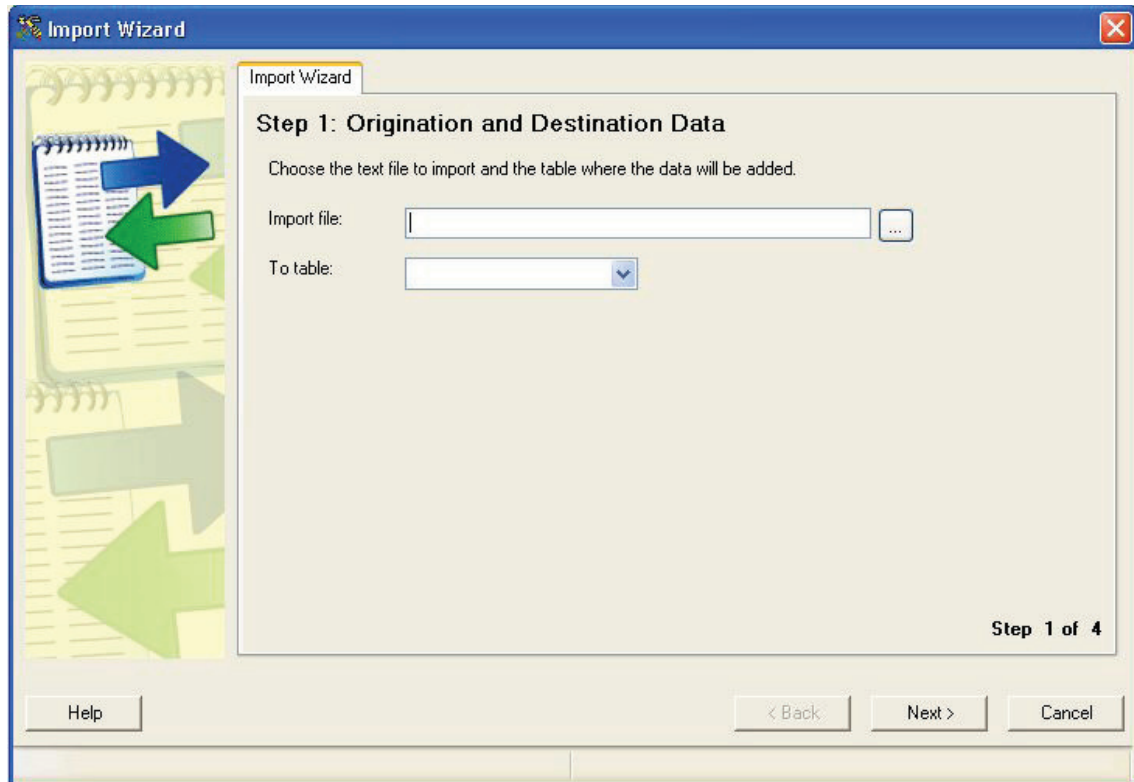 Import Wizard
Import Wizard
Step 1: Origination and Destination Data
Choose the text file to import and the table where the data will be added.
Import file:
...
To table:
Step 1 of 4
Help
< Back
Next >
Cancel